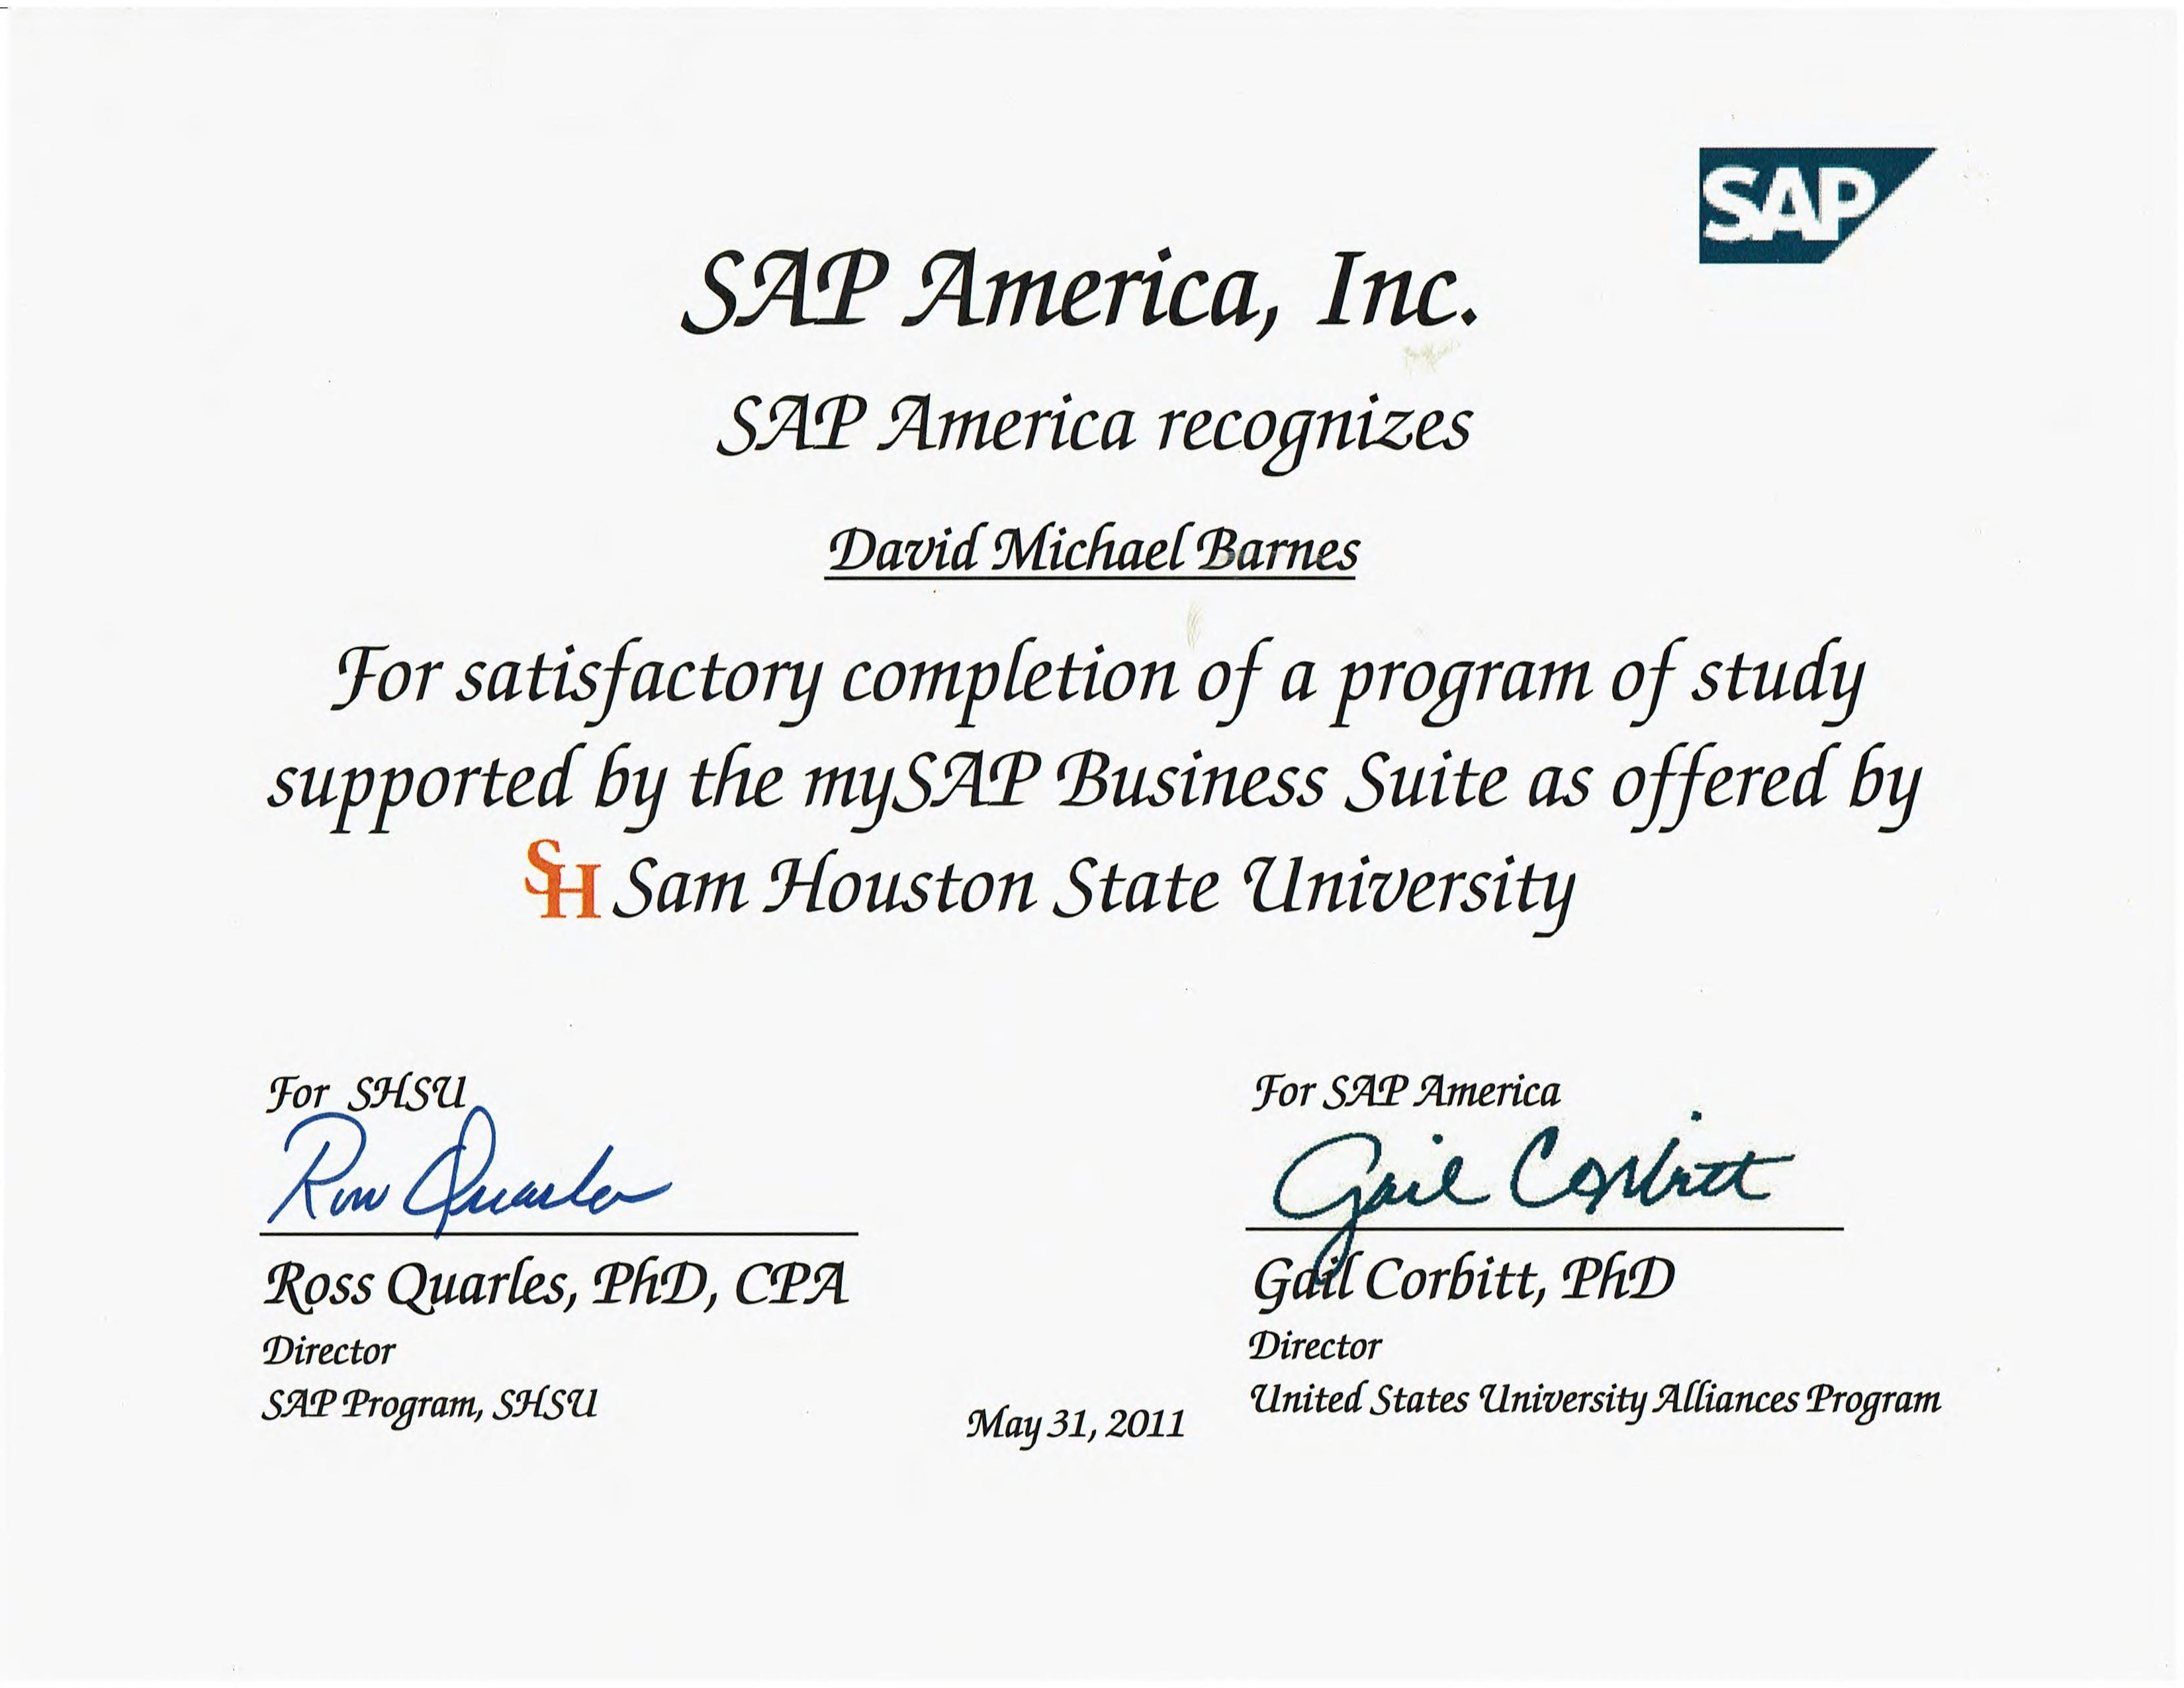 SAP
SAP America, Inc.
SAP America recognizes
David Michael Barnes
For satisfactory completion of a program of study
supported by the mySAP Business Suite as offered by
SH Sam Houston State University
For SHSU
Ross Quarles
Ross Quarles, PhD, CPA
Director
SAP Program, SHSU
May 31, 2011
For SAP America
Gail Corbitt
Gail Corbitt, PhD
Director
United States University Alliances Program